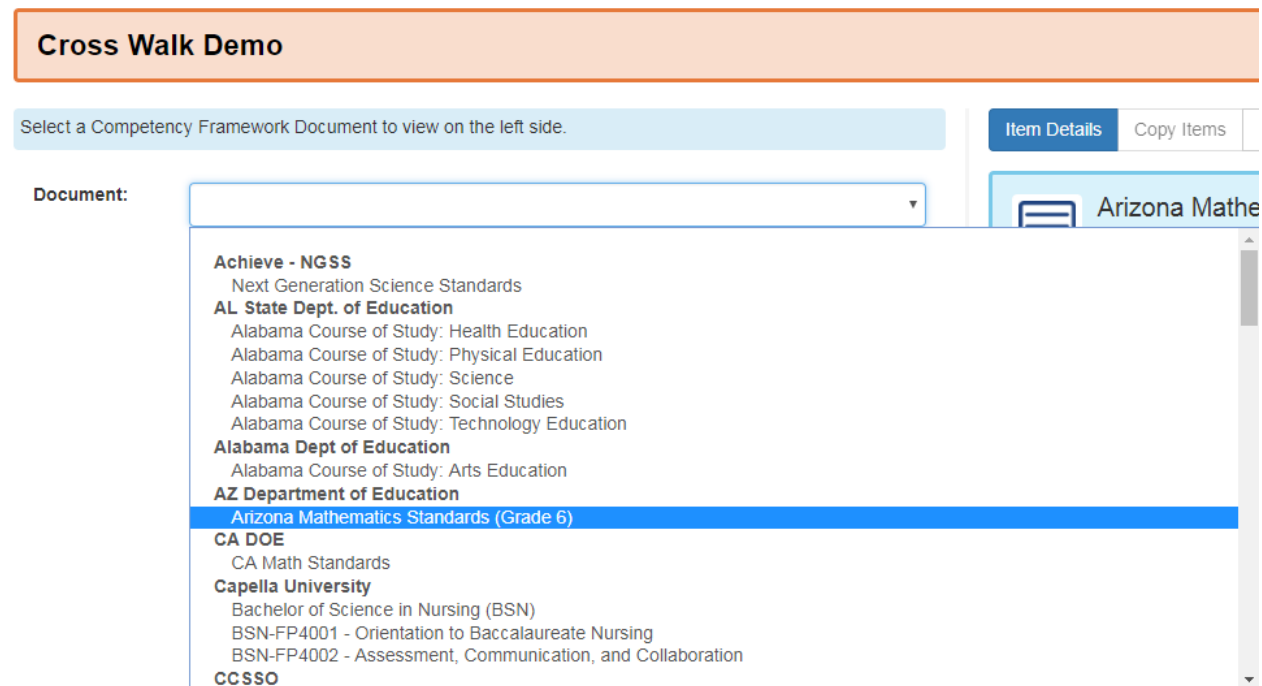 Cross Walk Demo
Select a Competency Framework Document to view on the left side.
Item Details
Copy Items
Document:
Arizona Mathe
Achieve - NGSS
Next Generation Science Standards
AL State Dept. of Education
Alabama Course of Study: Health Education
Alabama Course of Study: Physical Education
Alabama Course of Study: Science
Alabama Course of Study: Social Studies
Alabama Course of Study: Technology Education
Alabama Dept of Education
Alabama Course of Study: Arts Education
AZ Department of Education
Arizona Mathematics Standards (Grade 6)
CA DOE
CA Math Standards
Capella University
Bachelor of Science in Nursing (BSN)
BSN-FP4001 - Orientation to Baccalaureate Nursing
BSN-FP4002 - Assessment, Communication, and Collaboration
CCSSO